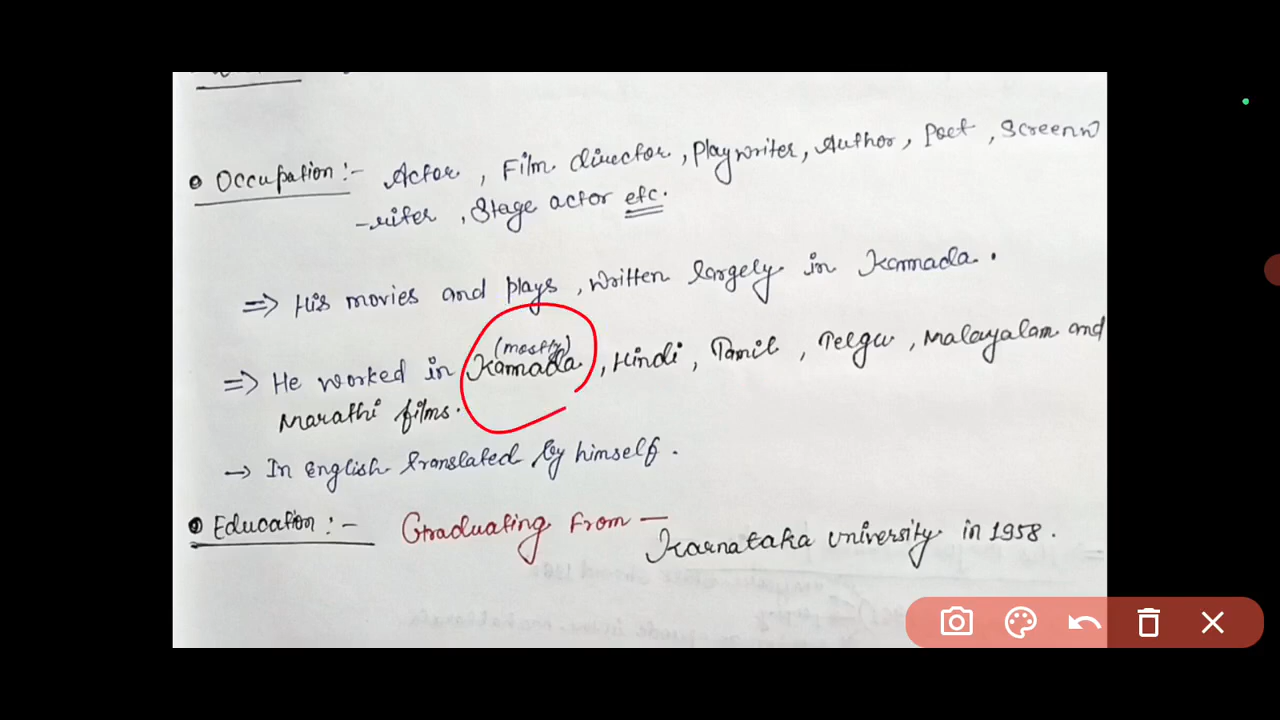 • Occupation :- Actor , Film director , Playwriter, Author, Poet , Screenw
-riter , Stage actor etc.
=> His movies and plays , written largely in Kannada .
(mostly)
=> He worked in Kannada , Hindi , Tamil , Telgu , Malayalam and
Marathi films .
→ In english translated by himself .
• Education :- Graduating From —
Karnataka University in 1958 .